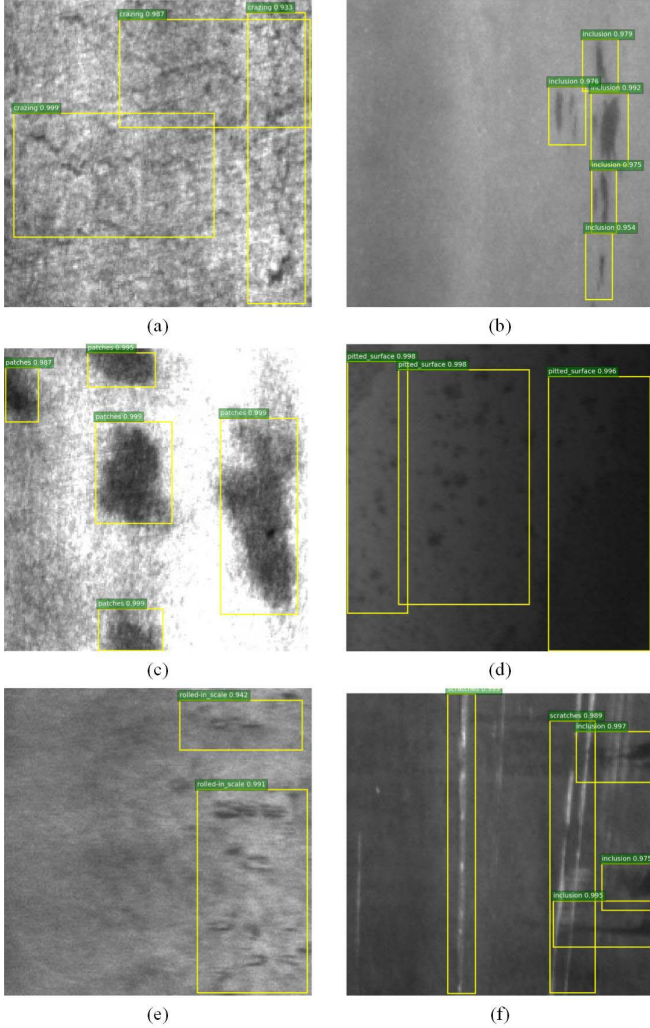 crazing 0.933
crazing 0.987
crazing 0.999
(a)
inclusion 0.979
inclusion 0.976
inclusion 0.992
inclusion 0.975
inclusion 0.954
(b)
patches 0.995
patches 0.987
patches 0.999
patches 0.999
patches 0.999
(c)
pitted_surface 0.998
pitted_surface 0.998
pitted_surface 0.996
(d)
rolled-in_scale 0.942
rolled-in_scale 0.991
(e)
scratches
scratches 0.989
inclusion 0.997
inclusion 0.975
inclusion 0.995
(f)